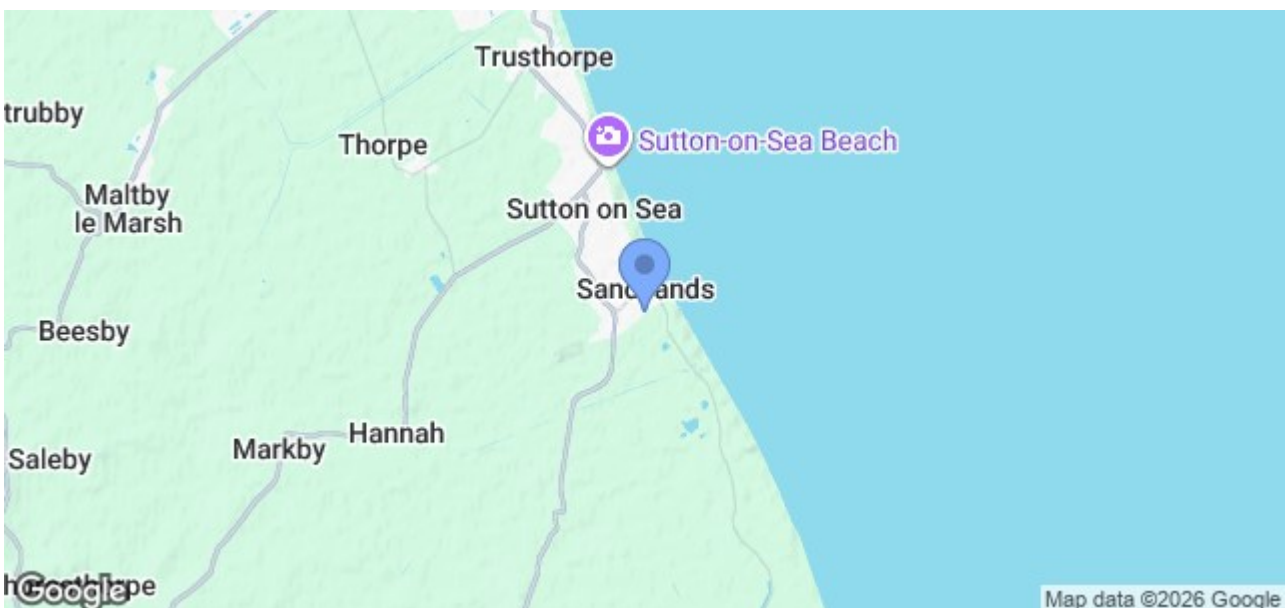 Trusthorpe
trubby
Thorpe
Sutton-on-Sea Beach
Maltby
le Marsh
Sutton on Sea
Beesby
Hannah
Markby
Saleby
Google
Map data ©2026 Google